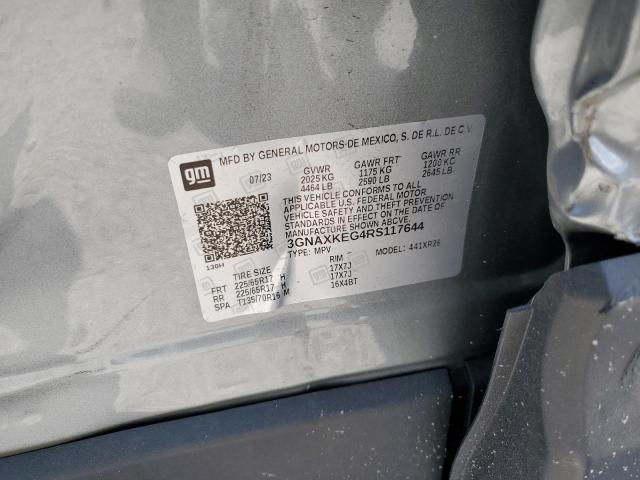 MFD BY GENERAL MOTORS DE MEXICO, S. DE R.L. DE C.V.
gm
07/23 GVWR GAWR FRT GAWR RR
2025 KG 1175 KG 1200 KG
4464 LB 2590 LB 2645 LB
THIS VEHICLE CONFORMS TO ALL
APPLICABLE U.S. FEDERAL MOTOR
VEHICLE SAFETY AND THEFT PREVENTION
STANDARDS IN EFFECT ON THE DATE OF
MANUFACTURE SHOWN ABOVE.
3GNAXKEG4RS117644
130H TYPE: MPV MODEL: 441XR26
TIRE SIZE RIM
FRT 225/65R17 H 17X7J
RR 225/65R17 H 17X7J
SPA T135/70R16 M 16X4BT